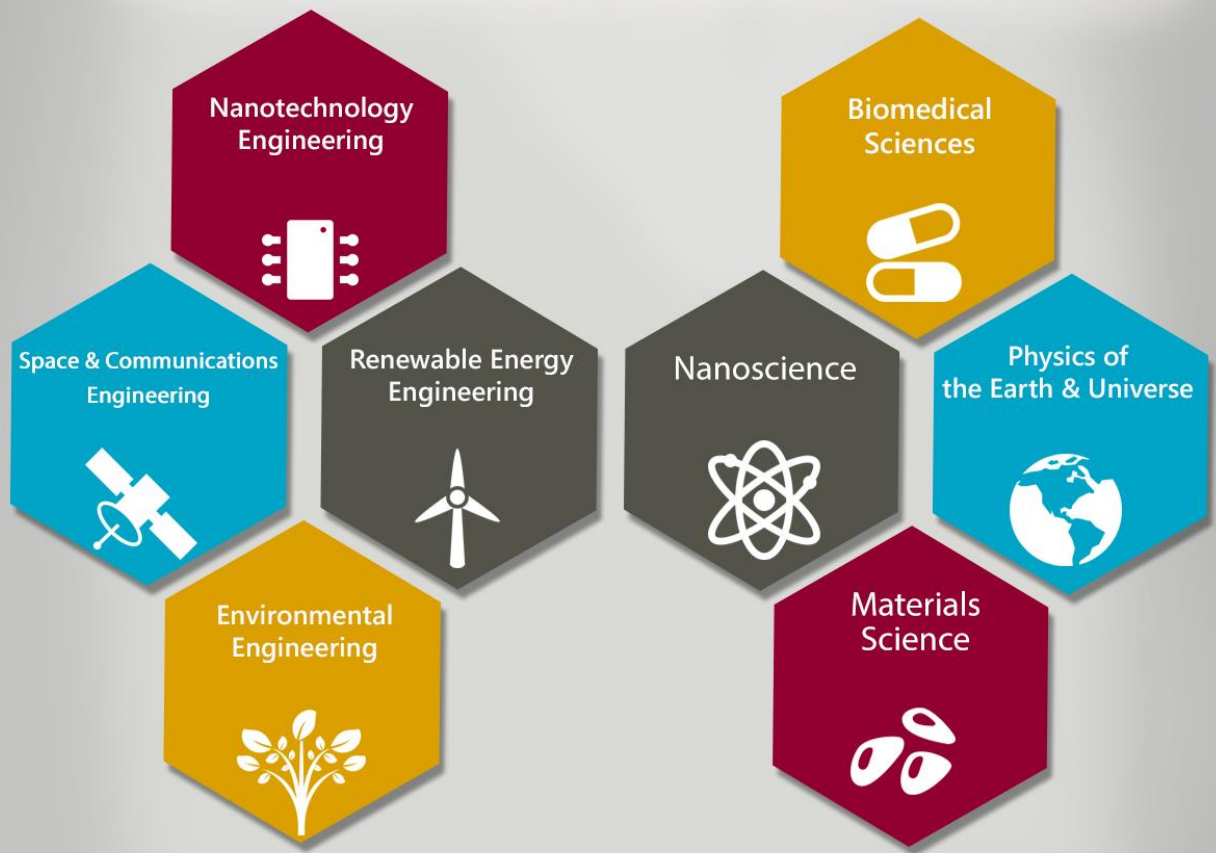 Nanotechnology
Engineering
Biomedical
Sciences
Space & Communications
Engineering
Renewable Energy
Engineering
Nanoscience
Physics of
the Earth & Universe
Environmental
Engineering
Materials
Science